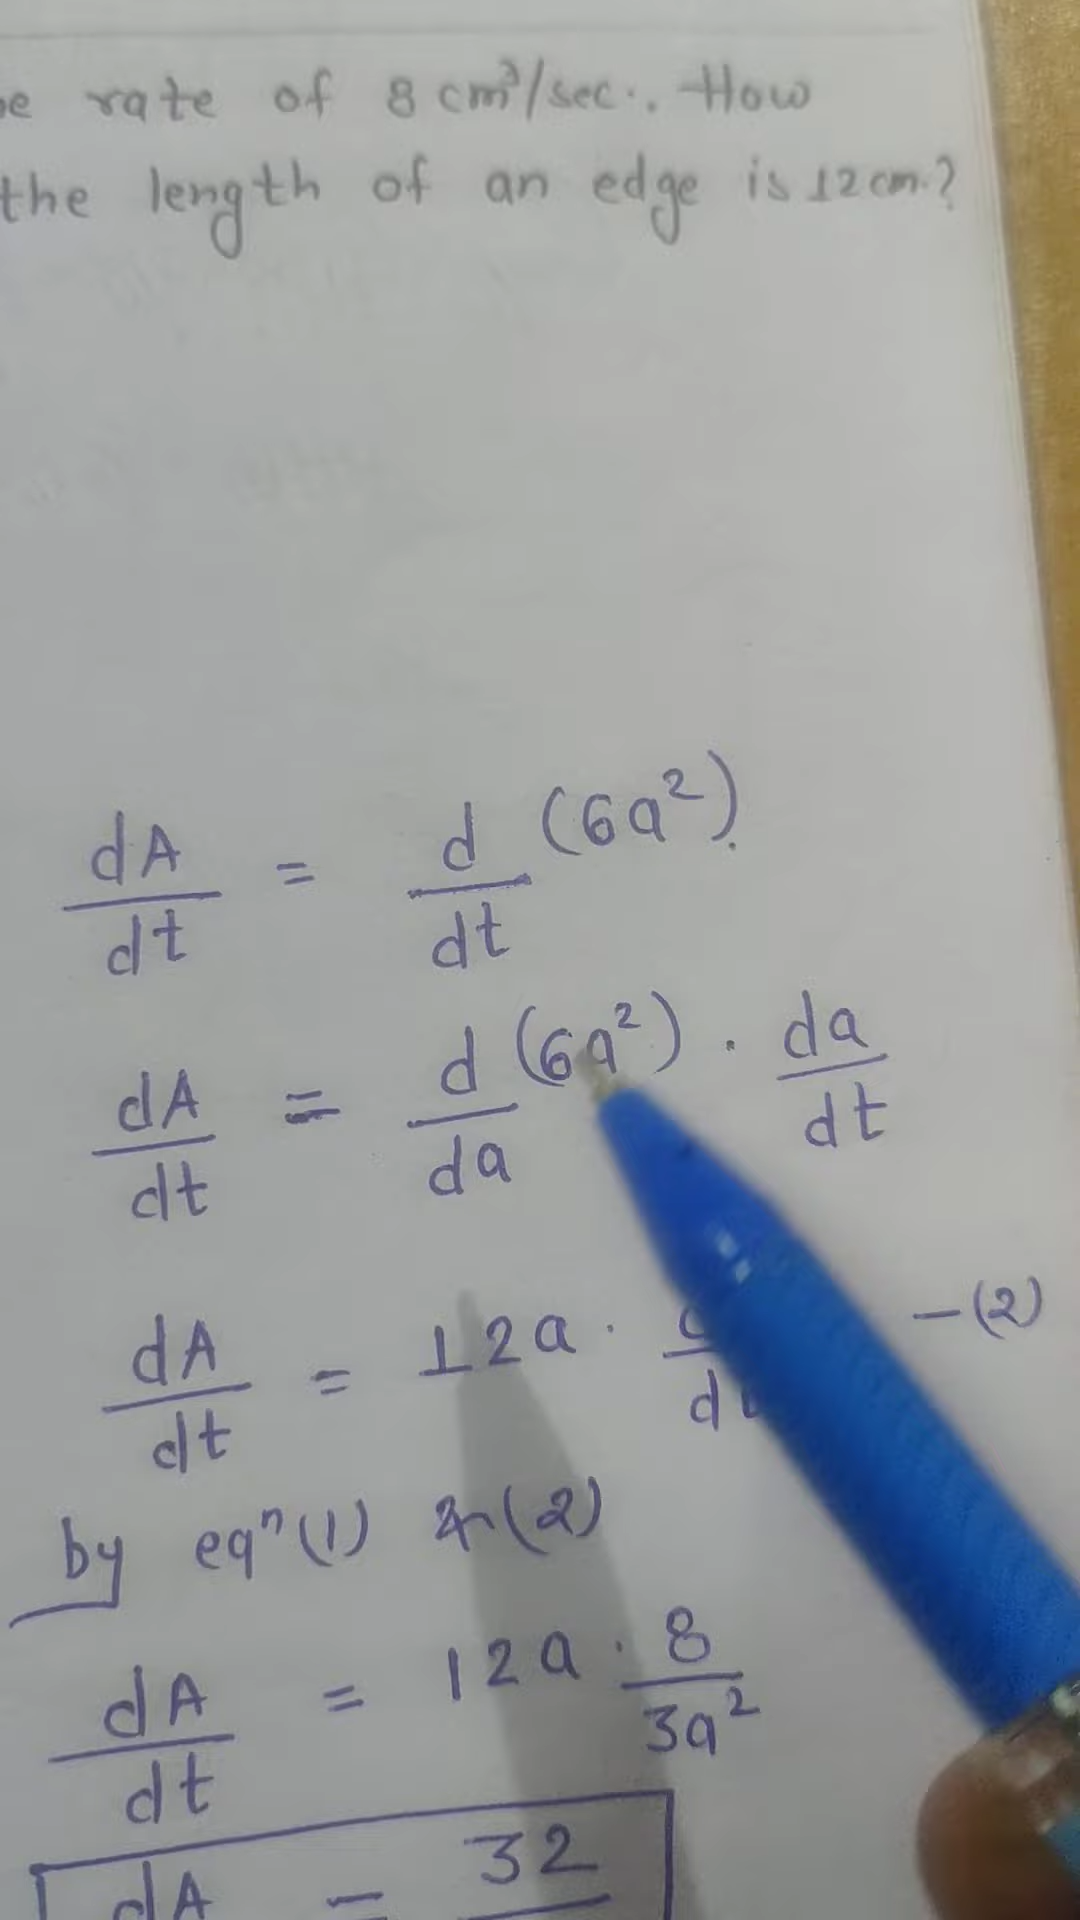 rate of 8 cm³/sec. How
the length of an edge is 12 cm.?
dA/dt = d/dt (6a²)
dA/dt = d/da (6a²) . da/dt
dA/dt = 12a . d dt -(2)
by eqⁿ (1) & (2)
dA/dt = 12a . 8/3a²
dA = 32